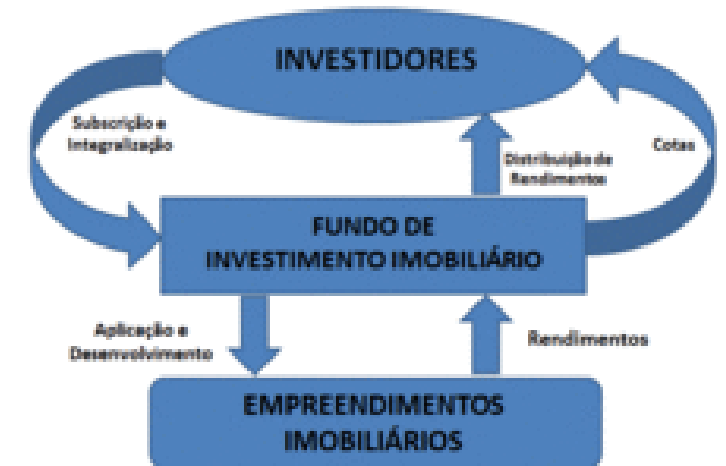 INVESTIDORES
Subscrição e
Integralização
Distribuição de
Rendimentos
Cotas
FUNDO DE
INVESTIMENTO IMOBILIÁRIO
Aplicação e
Desenvolvimento
Rendimentos
EMPREENDIMENTOS
IMOBILIÁRIOS